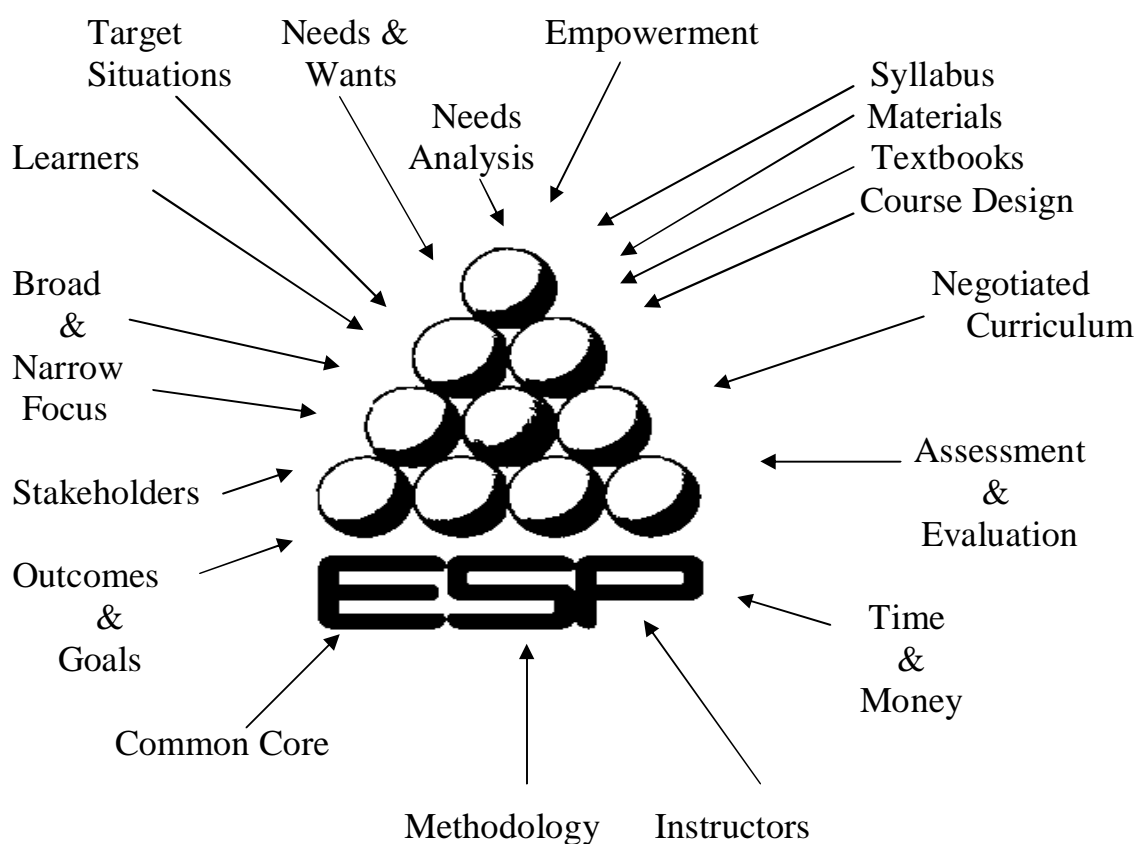 Target
Situations
Needs &
Wants
Empowerment
Needs
Analysis
Syllabus
Materials
Textbooks
Course Design
Learners
Broad
&
Narrow
Focus
Negotiated
Curriculum
Stakeholders
Assessment
&
Evaluation
Outcomes
&
Goals
ESP
Time
&
Money
Common Core
Methodology
Instructors